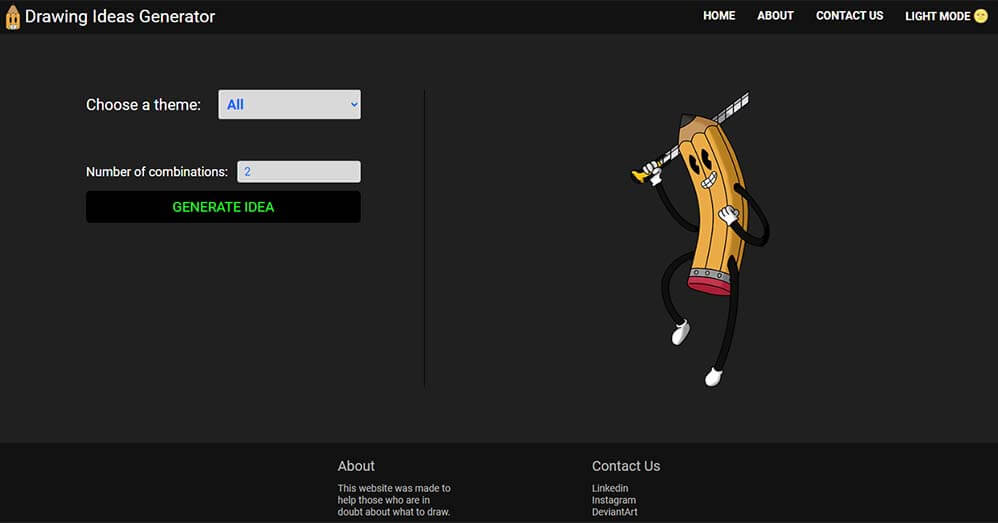 Drawing Ideas Generator
HOME
ABOUT
CONTACT US
LIGHT MODE
Choose a theme:
All
Number of combinations:
2
GENERATE IDEA
About
This website was made to
help those who are in
doubt about what to draw.
Contact Us
Linkedin
Instagram
DeviantArt